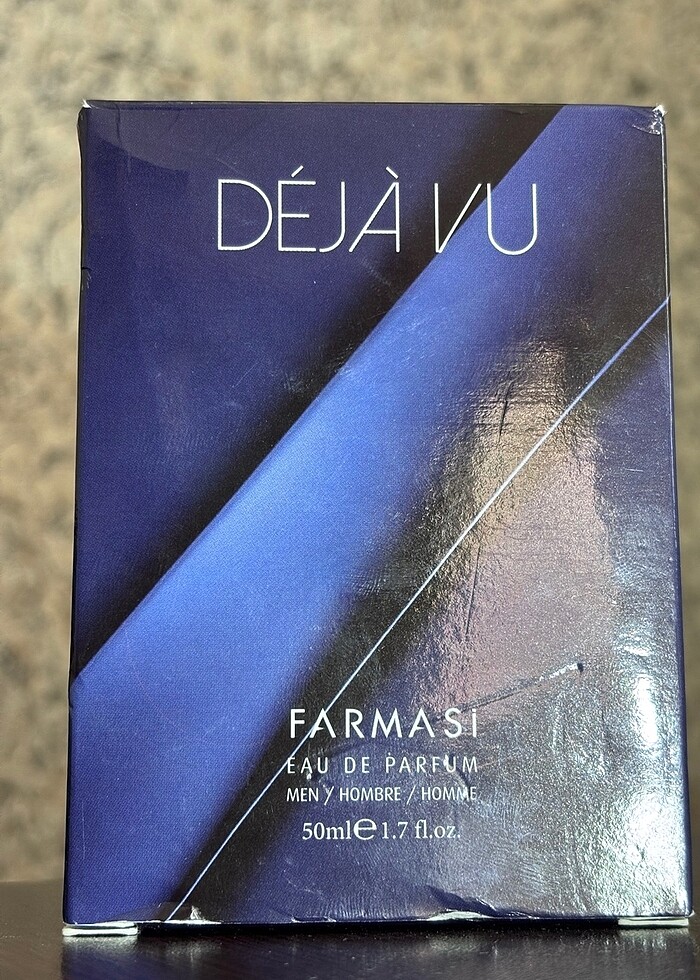 DÉJÀ VU
FARMASi
EAU DE PARFUM
MEN / HOMBRE / HOMME
50ml℮1.7 fl.oz.